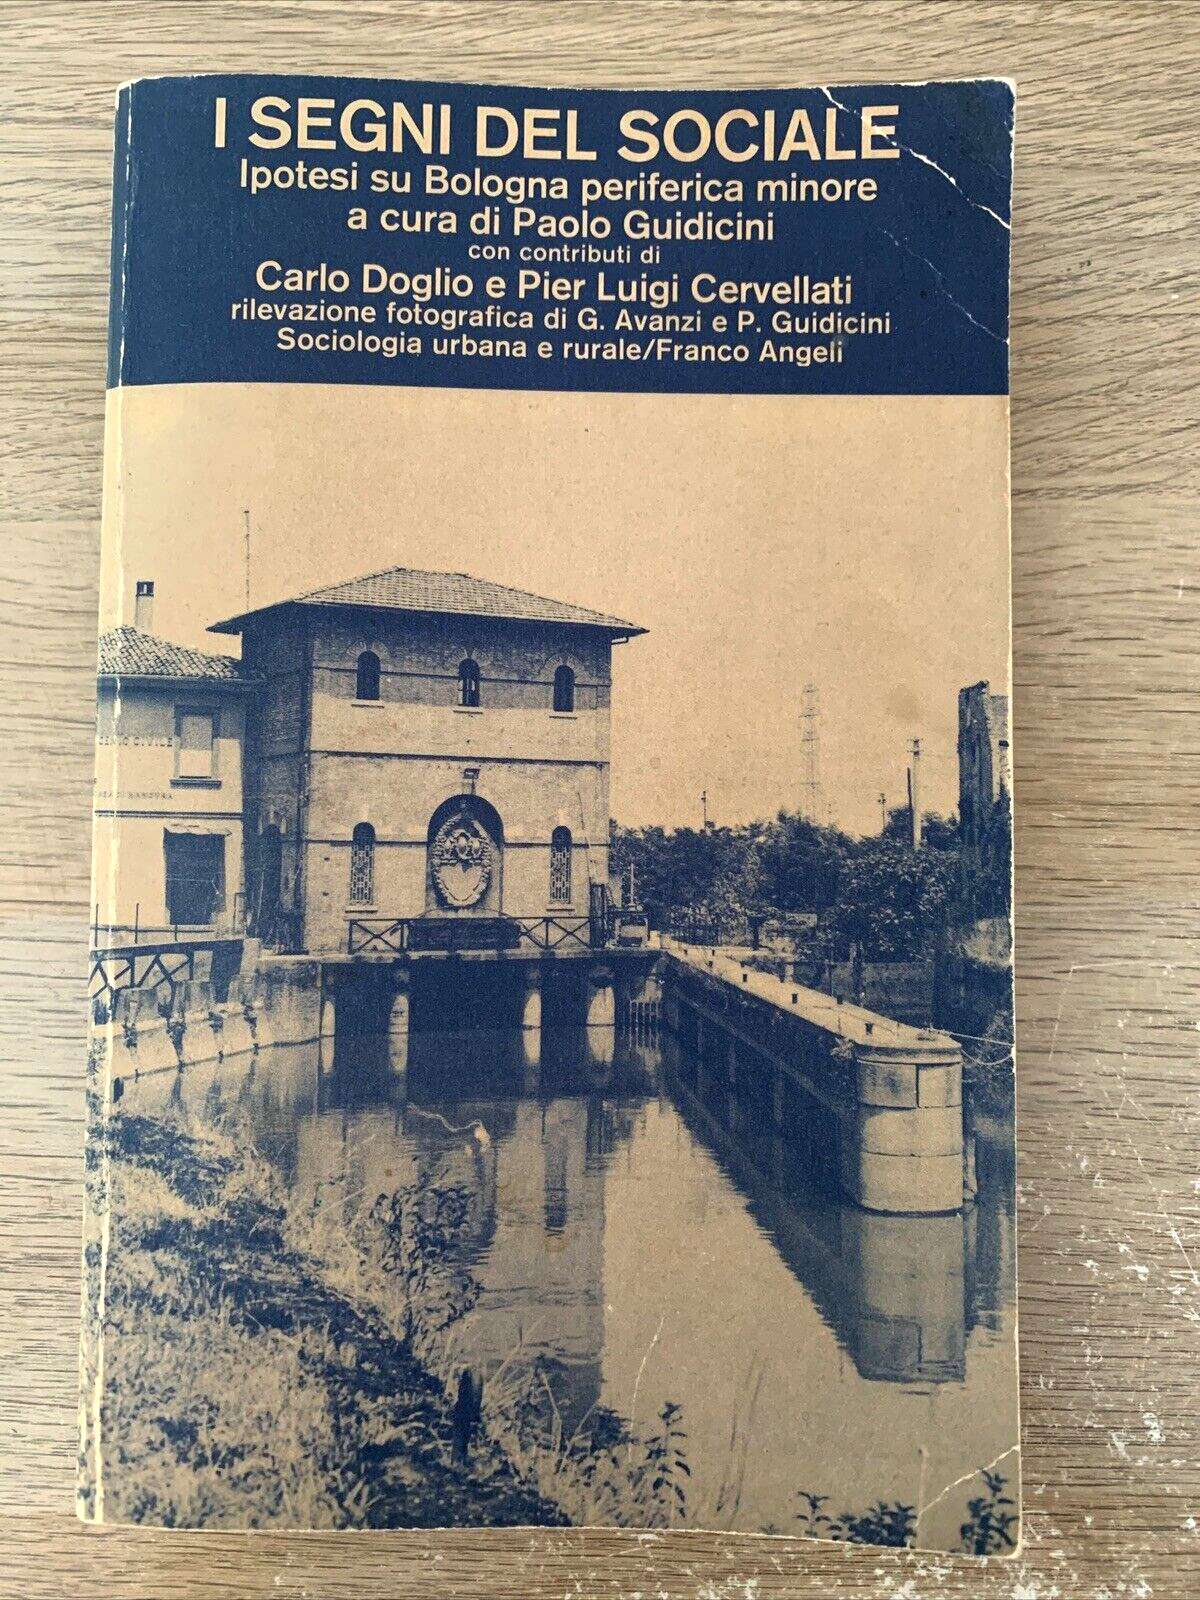 I SEGNI DEL SOCIALE
Ipotesi su Bologna periferica minore
a cura di Paolo Guidicini
con contributi di
Carlo Doglio e Pier Luigi Cervellati
rilevazione fotografica di G. Avanzi e P. Guidicini
Sociologia urbana e rurale/Franco Angeli
CIVILE